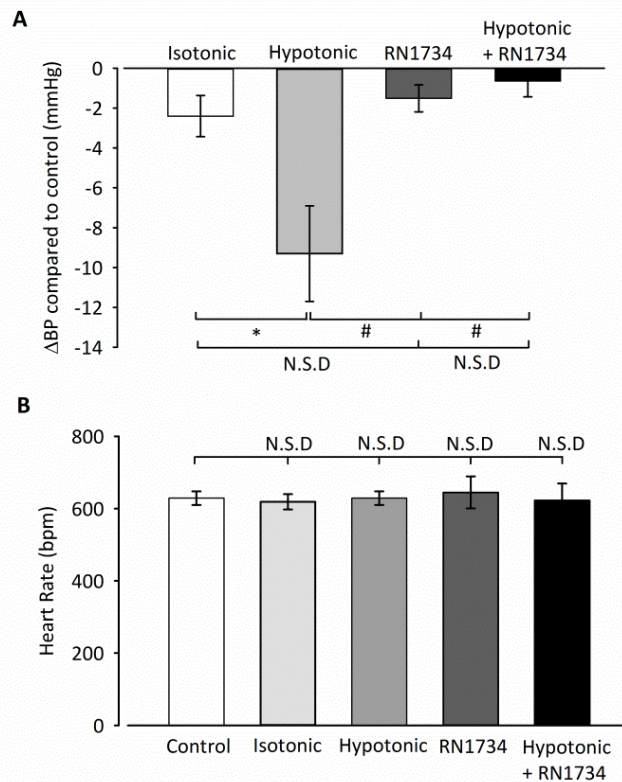 A
Isotonic
Hypotonic
RN1734
Hypotonic
+ RN1734
ΔBP compared to control (mmHg)
0
-2
-4
-6
-8
-10
-12
-14
*
#
#
N.S.D
N.S.D
B
Heart Rate (bpm)
800
600
400
200
0
N.S.D
N.S.D
N.S.D
N.S.D
Control
Isotonic
Hypotonic
RN1734
Hypotonic
+ RN1734